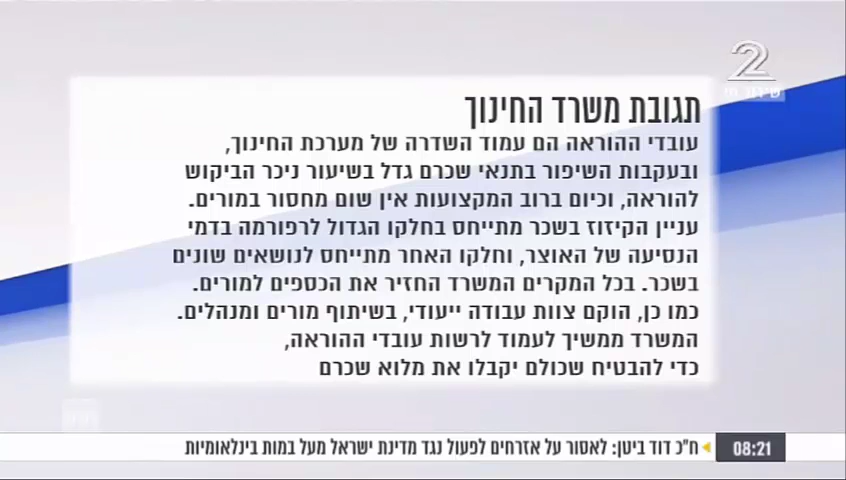 2
שידור חי
תגובת משרד החינוך
עובדי ההוראה הם עמוד השדרה של מערכת החינוך,
ובעקבות השיפור בתנאי שכרם גדל בשיעור ניכר הביקוש
להוראה, וכיום ברוב המקצועות אין שום מחסור במורים.
עניין הקיזוז בשכר מתייחס בחלקו הגדול לרפורמה בדמי
הנסיעה של האוצר, וחלקו האחר מתייחס לנושאים שונים
בשכר. בכל המקרים המשרד החזיר את הכספים למורים.
כמו כן, הוקם צוות עבודה ייעודי, בשיתוף מורים ומנהלים.
המשרד ממשיך לעמוד לרשות עובדי ההוראה,
כדי להבטיח שכולם יקבלו את מלוא שכרם
08:21 ח"כ דוד ביטן: לאסור על אזרחים לפעול נגד מדינת ישראל מעל במות בינלאומיות